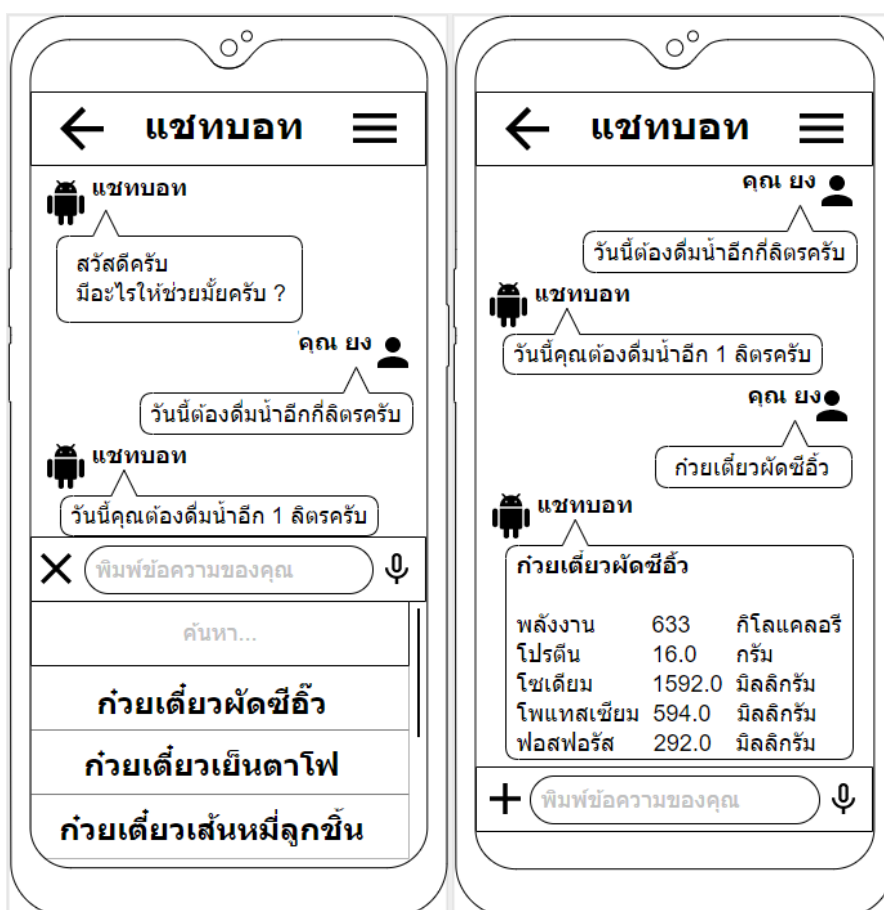 แชทบอท
แชทบอท
สวัสดีครับ
มีอะไรให้ช่วยมั้ยครับ ?
คุณ ยง
วันนี้ต้องดื่มน้ำอีกกี่ลิตรครับ
แชทบอท
วันนี้คุณต้องดื่มน้ำอีก 1 ลิตรครับ
พิมพ์ข้อความของคุณ
ค้นหา...
ก๋วยเตี๋ยวผัดซีอิ๊ว
ก๋วยเตี๋ยวเย็นตาโฟ
ก๋วยเตี๋ยวเส้นหมี่ลูกชิ้น
แชทบอท
คุณ ยง
วันนี้ต้องดื่มน้ำอีกกี่ลิตรครับ
แชทบอท
วันนี้คุณต้องดื่มน้ำอีก 1 ลิตรครับ
คุณ ยง
ก๋วยเตี๋ยวผัดซีอิ้ว
แชทบอท
ก๋วยเตี๋ยวผัดซีอิ้ว
พลังงาน 633 กิโลแคลอรี
โปรตีน 16.0 กรัม
โซเดียม 1592.0 มิลลิกรัม
โพแทสเซียม 594.0 มิลลิกรัม
ฟอสฟอรัส 292.0 มิลลิกรัม
พิมพ์ข้อความของคุณ